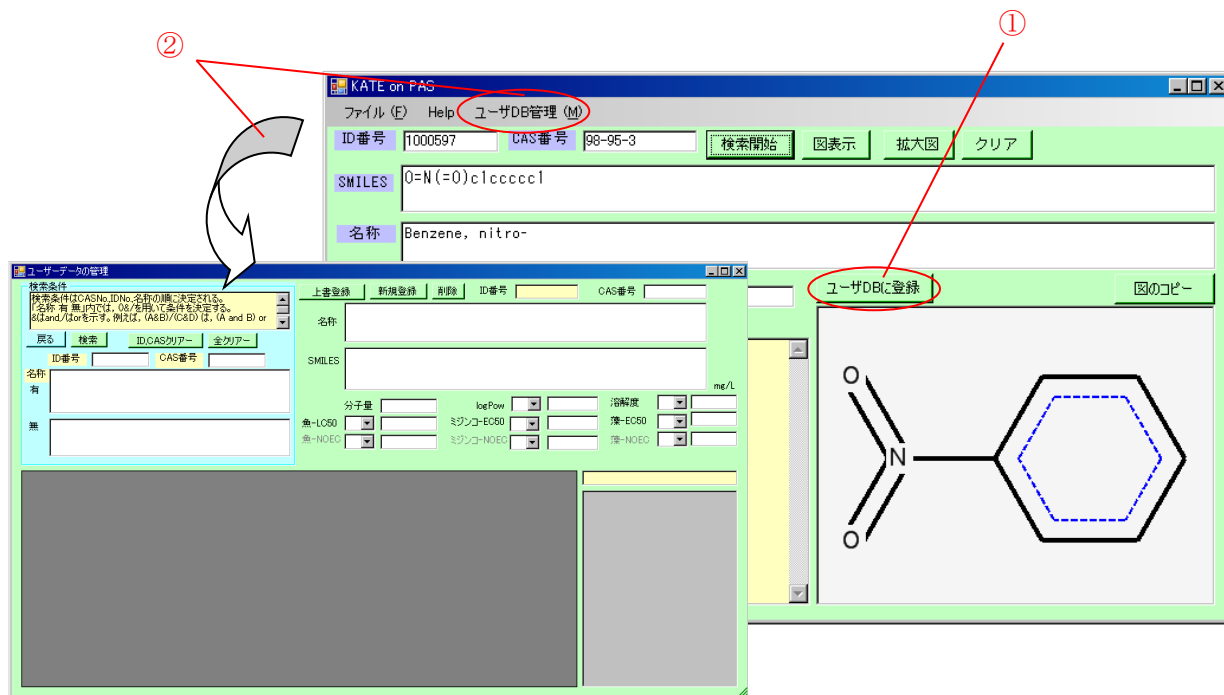 ①
②
KATE on PAS
ファイル (F) Help ユーザDB管理 (M)
ID番号 1000597 CAS番号 98-95-3 検索開始 図表示 拡大図 クリア
SMILES O=N(=O)c1ccccc1
名称 Benzene, nitro-
ユーザDBに登録 図のコピー
O
N
O
ユーザーデータの管理
検索条件
検索条件はCASNo,IDNo,名称の順に決定される。
「名称 有 無」内では, ()&/を用いて条件を決定する。
&はand,/はorを示す。例えば, (A&B)/(C&D) は, (A and B) or
戻る 検索 ID,CASクリアー 全クリアー
ID番号 CAS番号
名称
有
無
上書登録 新規登録 削除 ID番号 CAS番号
名称
SMILES
mg/L
分子量 logPow 溶解度
魚-LC50 ミジンコ-EC50 藻-EC50
魚-NOEC ミジンコ-NOEC 藻-NOEC